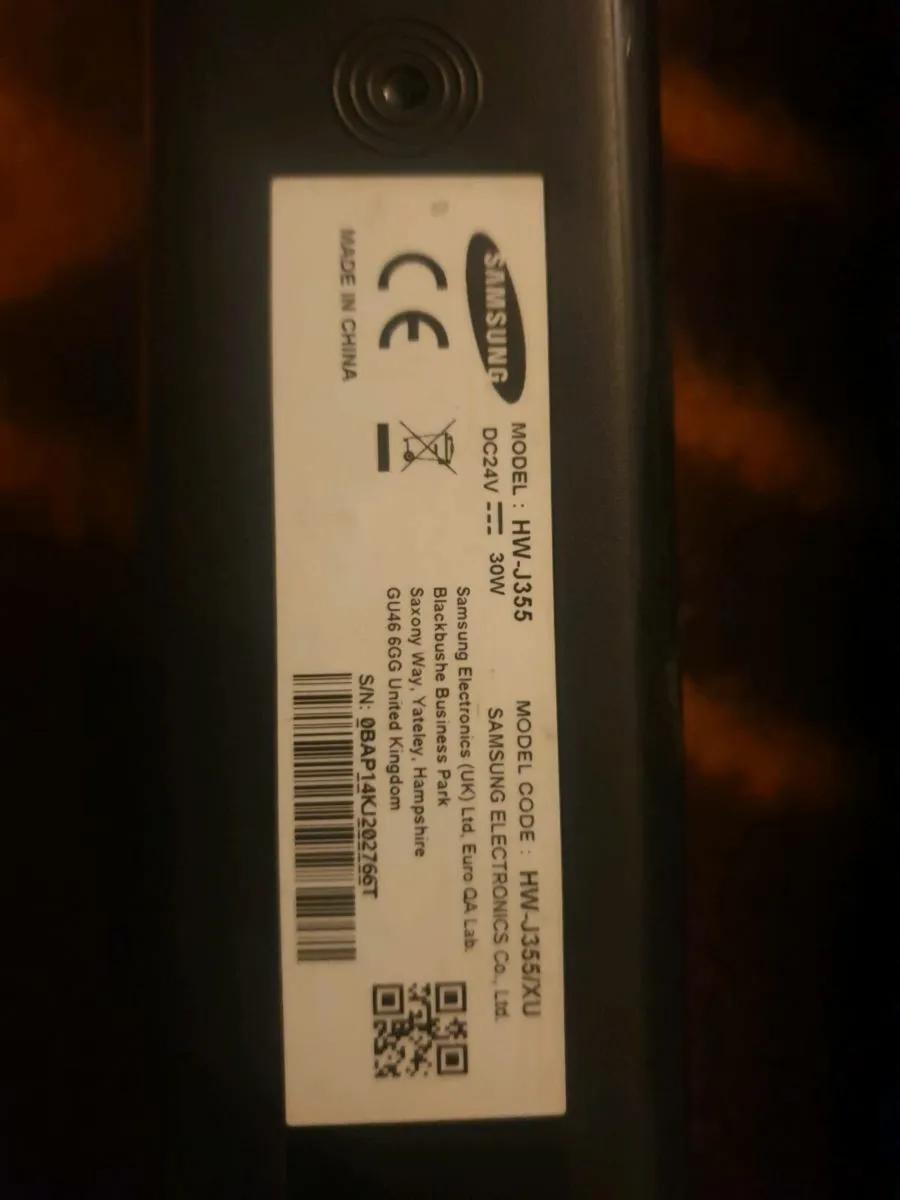 SAMSUNG
MODEL : HW-J355
MODEL CODE : HW-J355/XU
DC24V 30W
SAMSUNG ELECTRONICS Co., Ltd.
Samsung Electronics (UK) Ltd, Euro QA Lab.
Blackbushe Business Park
Saxony Way, Yateley, Hampshire
GU46 6GG United Kingdom
CE
MADE IN CHINA
S/N: 0BAP14KJ202766T